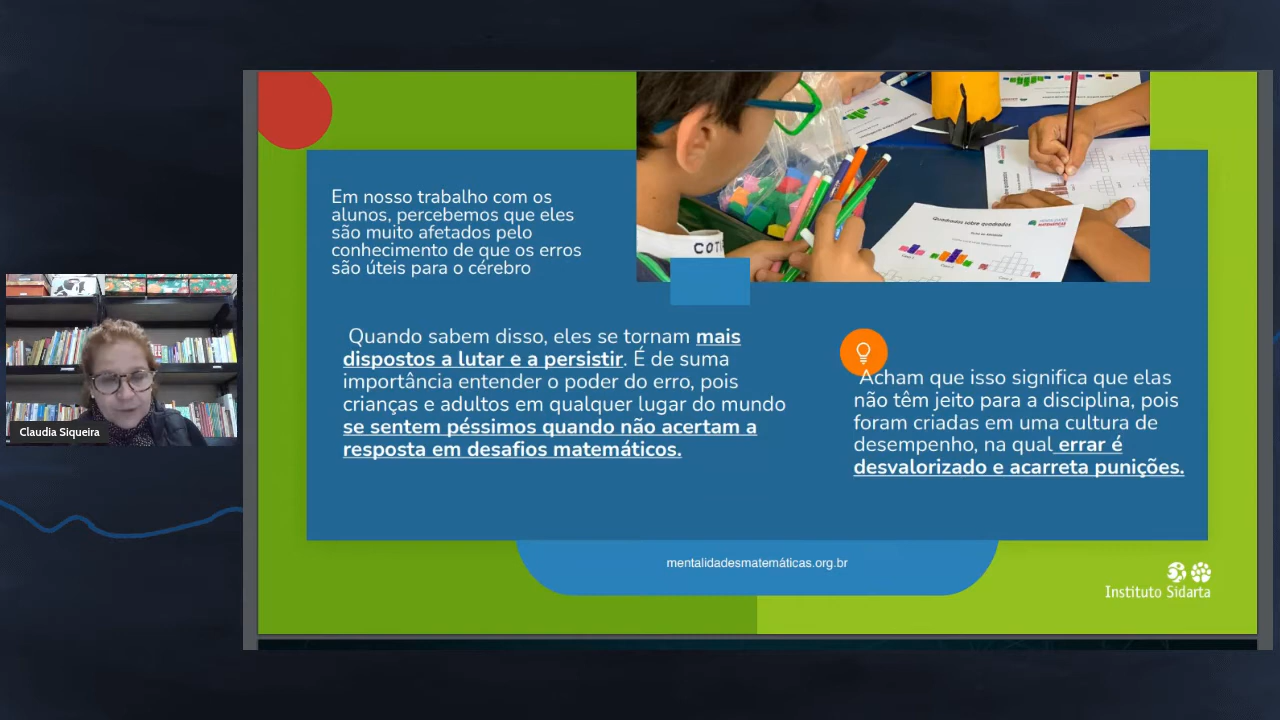 Em nosso trabalho com os
alunos, percebemos que eles
são muito afetados pelo
conhecimento de que os erros
são úteis para o cérebro
COTI
Quadrados sobre quadrados
Quando sabem disso, eles se tornam mais
dispostos a lutar e a persistir. É de suma
importância entender o poder do erro, pois
crianças e adultos em qualquer lugar do mundo
se sentem péssimos quando não acertam a
resposta em desafios matemáticos.
Acham que isso significa que elas
não têm jeito para a disciplina, pois
foram criadas em uma cultura de
desempenho, na qual errar é
desvalorizado e acarreta punições.
Claudia Siqueira
mentalidadesmatemáticas.org.br
Instituto Sidarta